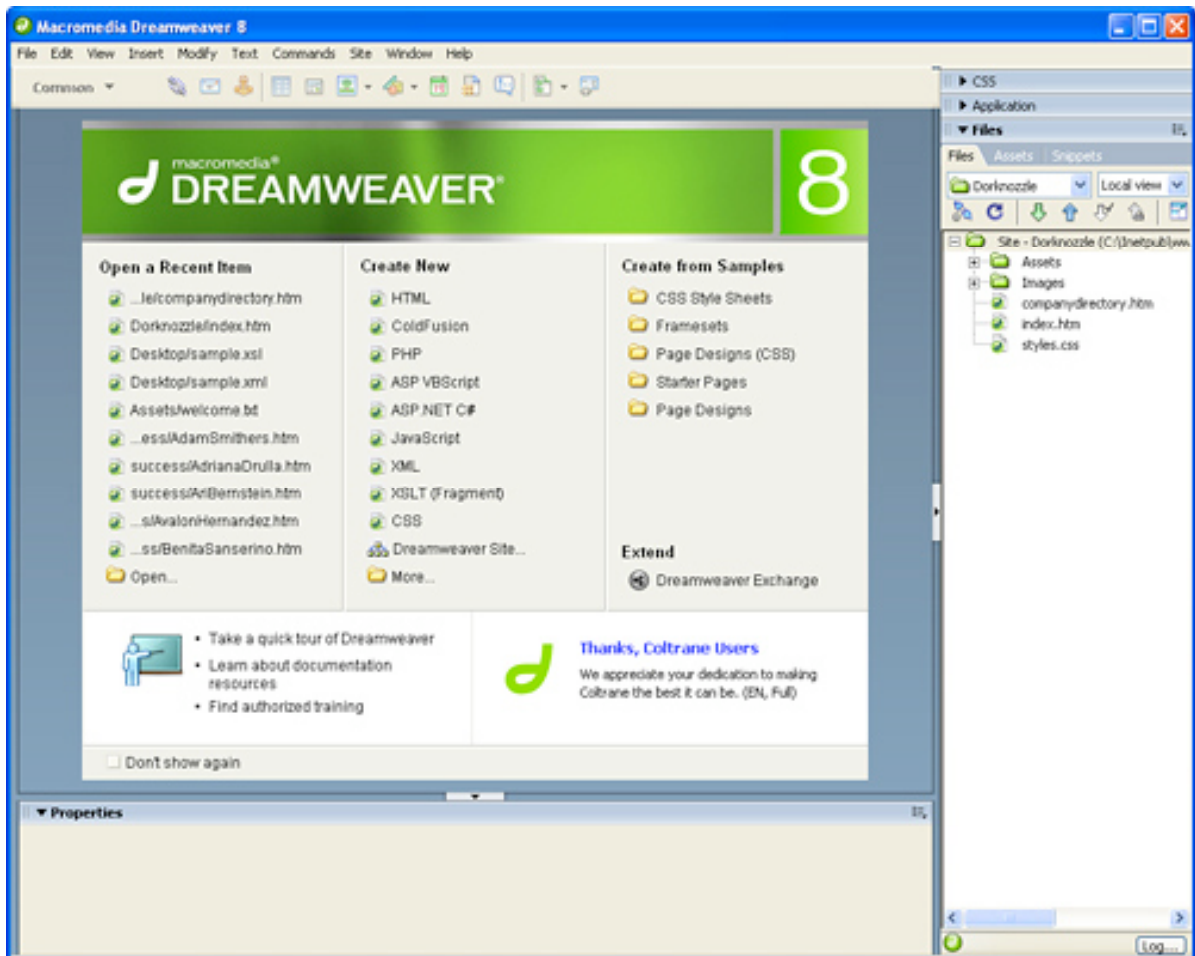 Macromedia Dreamweaver 8
File Edit View Insert Modify Text Commands Site Window Help
Common
macromedia®
DREAMWEAVER®
8
Open a Recent Item
...le/companydirectory.htm
Dorknozzle/index.htm
Desktop/sample.xsl
Desktop/sample.xml
Assets/welcome.txt
...ess/AdamSmithers.htm
success/AdrianaDrulla.htm
success/AriBernstein.htm
...s/AvalonHernandez.htm
...ss/BenitaSanserino.htm
Open...
Create New
HTML
ColdFusion
PHP
ASP VBScript
ASP.NET C#
JavaScript
XML
XSLT (Fragment)
CSS
Dreamweaver Site...
More...
Create from Samples
CSS Style Sheets
Framesets
Page Designs (CSS)
Starter Pages
Page Designs
Extend
Dreamweaver Exchange
• Take a quick tour of Dreamweaver
• Learn about documentation
resources
• Find authorized training
Thanks, Coltrane Users
We appreciate your dedication to making
Coltrane the best it can be. (EN, Full)
Don't show again
Properties
CSS
Application
Files
Files Assets Snippets
Dorknozzle Local view
Site - Dorknozzle (C:\Inetpub\ww
Assets
Images
companydirectory.htm
index.htm
styles.css
Log...